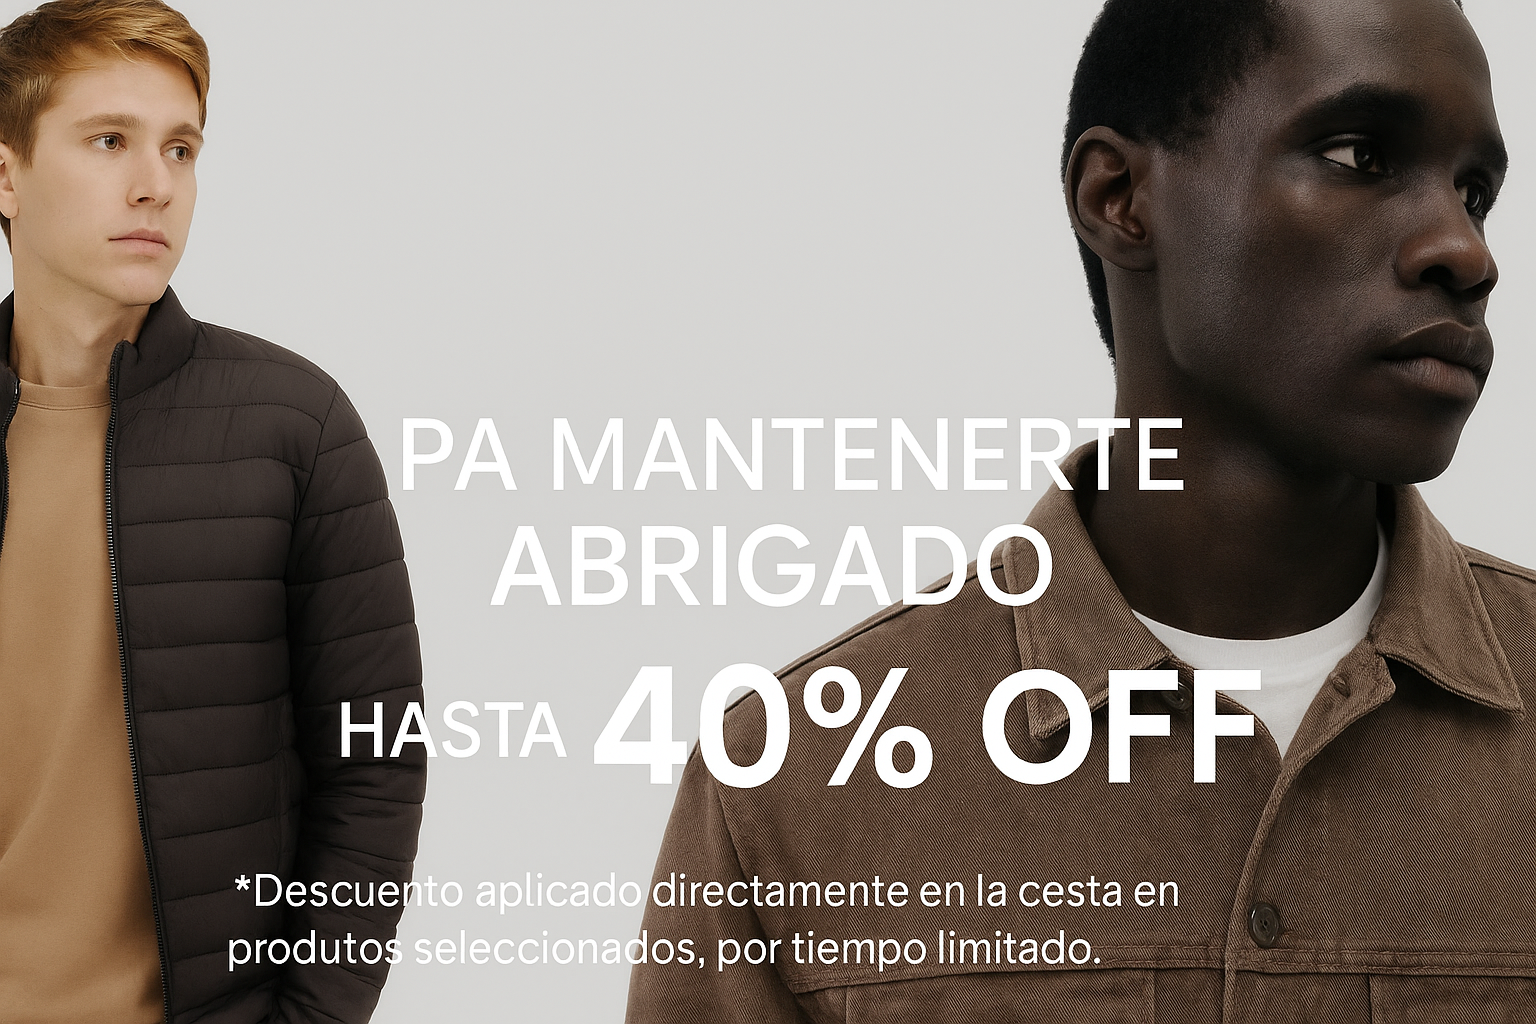 PA MANTENERTE
ABRIGADO
HASTA 40% OFF
*Descuento aplicado directamente en la cesta en
produtos seleccionados, por tiempo limitado.